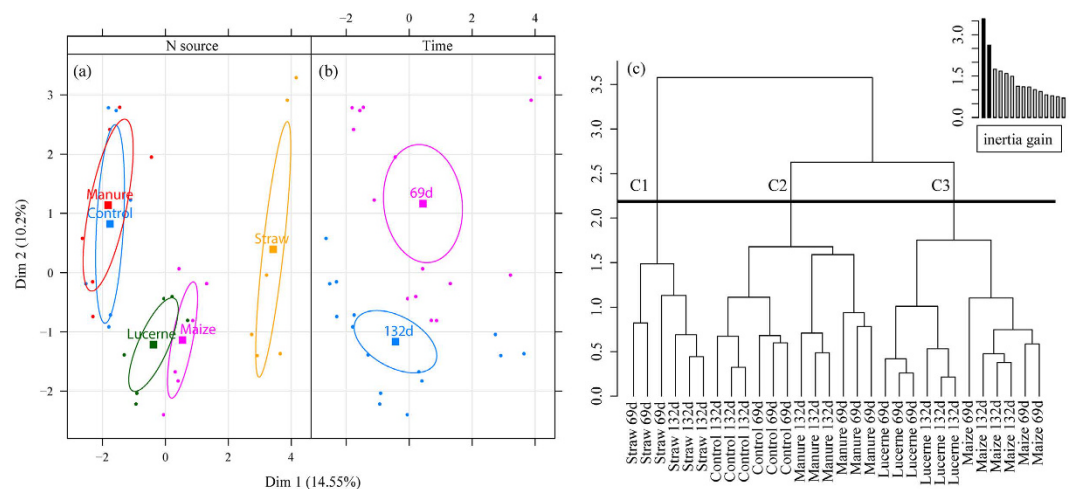 −2
0
2
4
N source
Time
(a)
(b)
Manure
Control
Straw
Lucerne
Maize
69d
132d
3
2
1
0
−1
−2
Dim 2 (10.2%)
−2
0
2
4
Dim 1 (14.55%)
(c)
3.5
3.0
2.5
2.0
1.5
1.0
0.5
0.0
C1
C2
C3
3.0
1.5
0.0
inertia gain
Straw 69d
Straw 69d
Straw 69d
Straw 132d
Straw 132d
Straw 132d
Control 132d
Control 132d
Control 132d
Control 69d
Control 69d
Control 69d
Manure 132d
Manure 132d
Manure 132d
Manure 69d
Manure 69d
Manure 69d
Lucerne 69d
Lucerne 69d
Lucerne 69d
Lucerne 132d
Lucerne 132d
Lucerne 132d
Maize 69d
Maize 132d
Maize 132d
Maize 132d
Maize 69d
Maize 69d